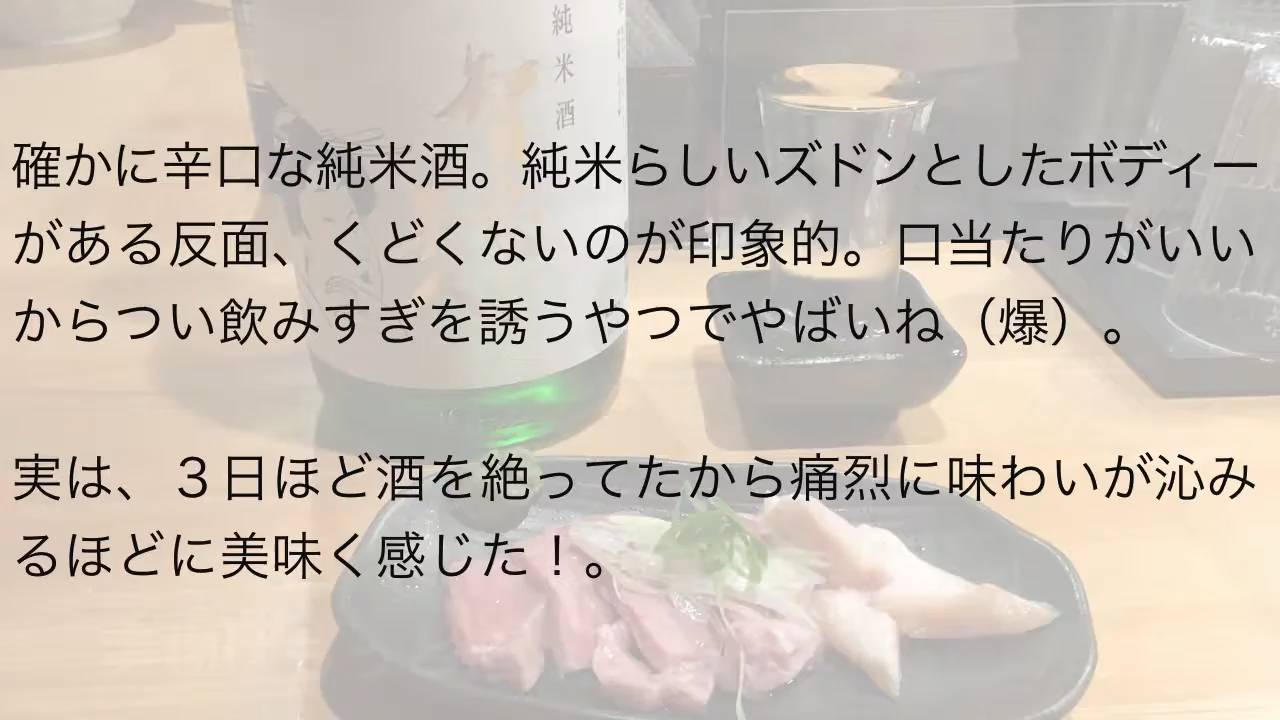 純米酒
確かに辛口な純米酒。純米らしいズドンとしたボディー
がある反面、くどくないのが印象的。口当たりがいい
からつい飲みすぎを誘うやつでやばいね（爆）。
実は、３日ほど酒を絶ってたから痛烈に味わいが沁み
るほどに美味く感じた！。